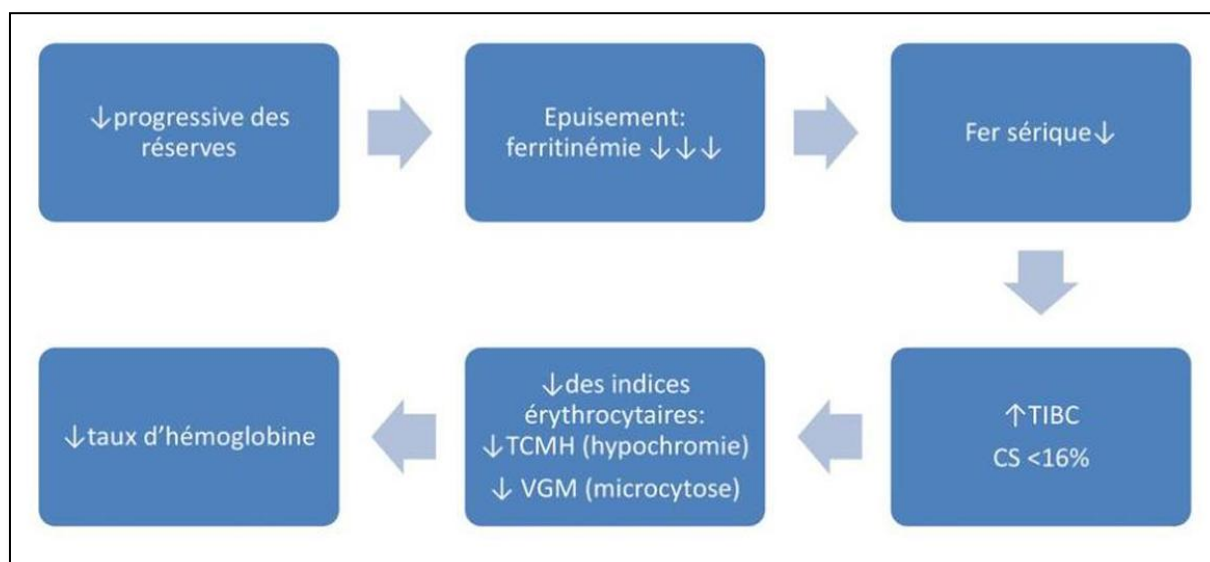 ↓progressive des
réserves
Epuisement:
ferritinémie ↓↓↓
Fer sérique↓
↑TIBC
CS <16%
↓des indices
érythrocytaires:
↓TCMH (hypochromie)
↓ VGM (microcytose)
↓taux d’hémoglobine